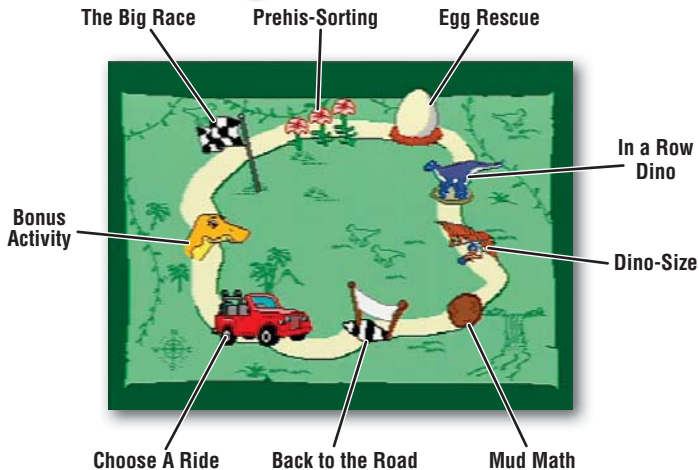 The Big Race
Prehis-Sorting
Egg Rescue
In a Row
Dino
Bonus
Activity
Dino-Size
Choose A Ride
Back to the Road
Mud Math